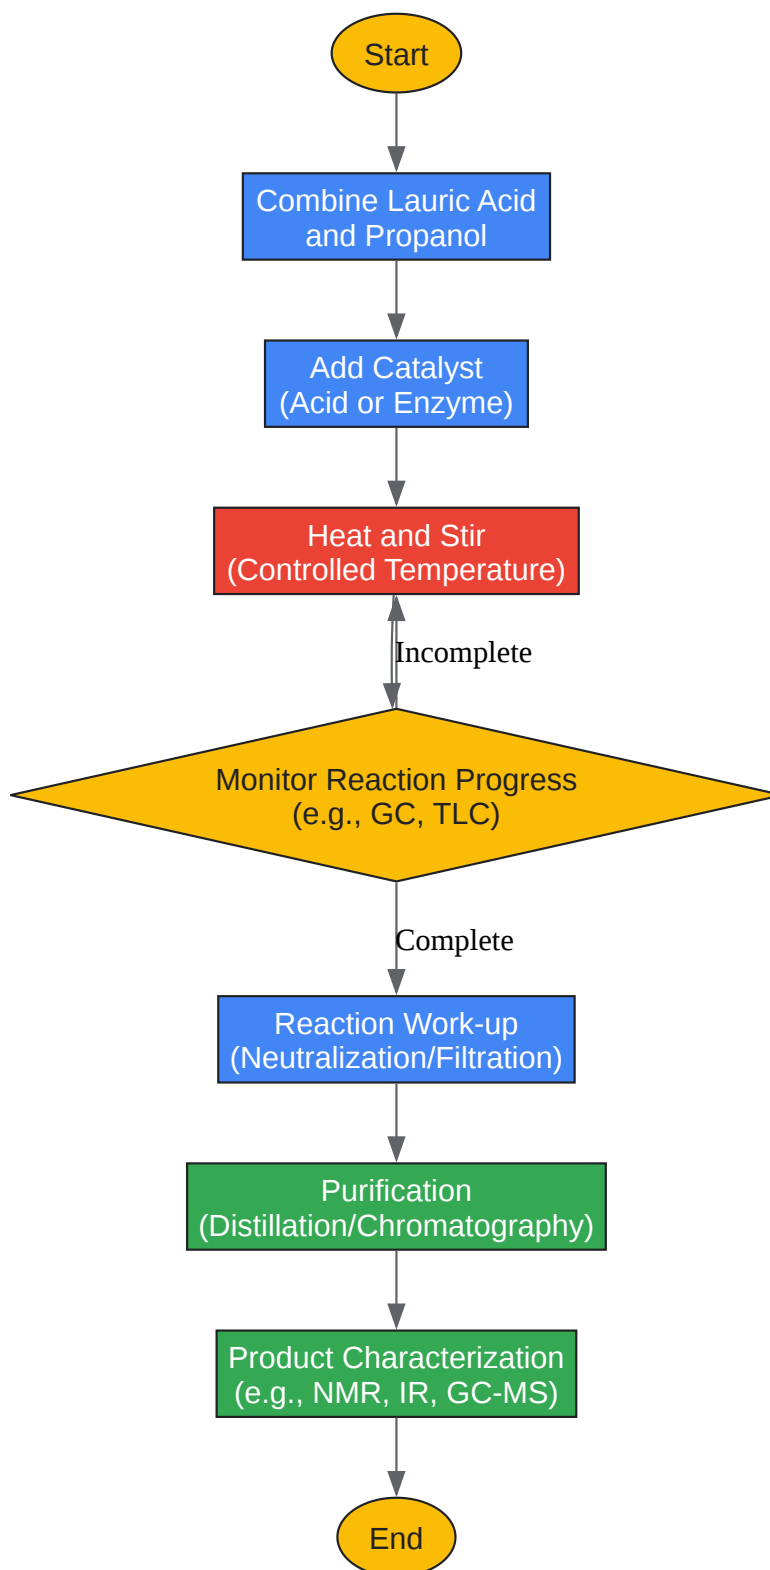 Start
Combine Lauric Acid
and Propanol
Add Catalyst
(Acid or Enzyme)
Heat and Stir
(Controlled Temperature)
Incomplete
Monitor Reaction Progress
(e.g., GC, TLC)
Complete
Reaction Work-up
(Neutralization/Filtration)
Purification
(Distillation/Chromatography)
Product Characterization
(e.g., NMR, IR, GC-MS)
End